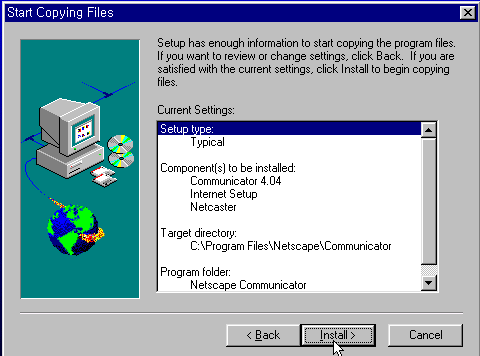 Start Copying Files
Setup has enough information to start copying the program files.
If you want to review or change settings, click Back. If you are
satisfied with the current settings, click Install to begin copying
files.
Current Settings:
Setup type:
Typical
Component(s) to be installed:
Communicator 4.04
Internet Setup
Netcaster
Target directory:
C:\Program Files\Netscape\Communicator
Program folder:
Netscape Communicator
< Back
Install >
Cancel